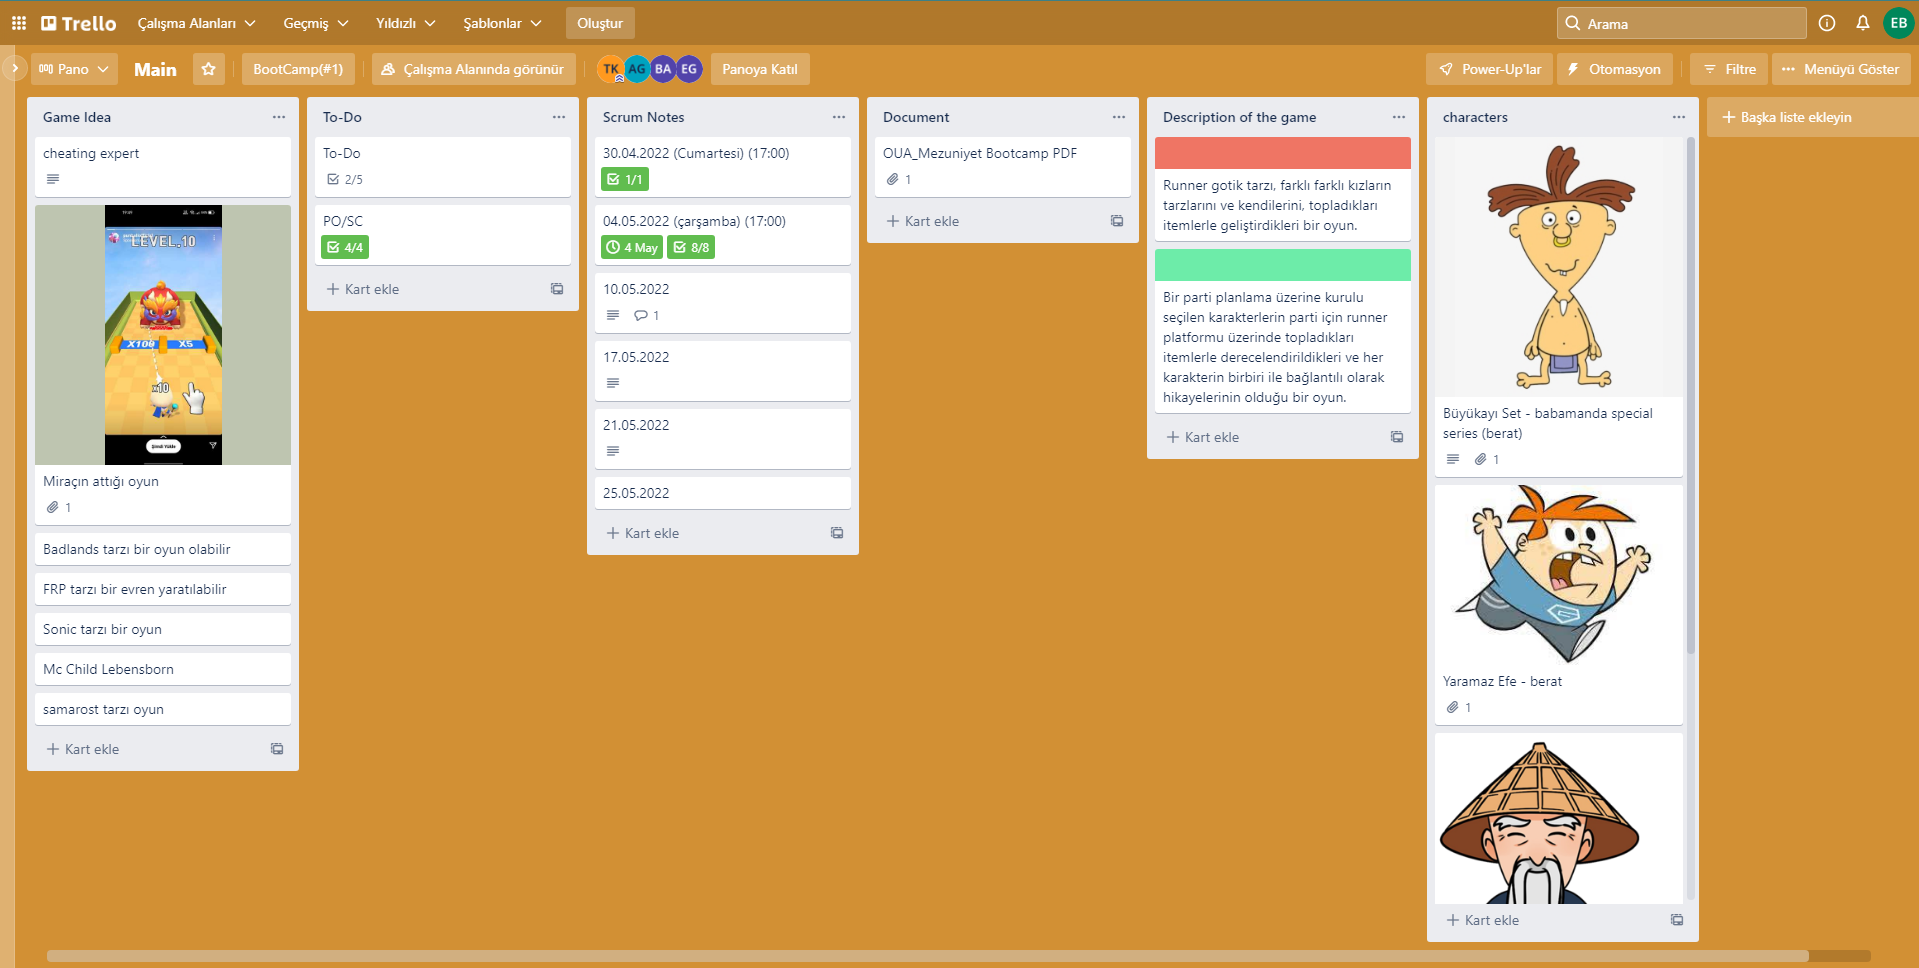 Trello
Çalışma Alanları
Geçmiş
Yıldızlı
Şablonlar
Oluştur
Arama
EB
Pano
Main
BootCamp(#1)
Çalışma Alanında görünür
TK
AG
BA
EG
Panoya Katıl
Power-Up'lar
Otomasyon
Filtre
Menüyü Göster
Game Idea
cheating expert
LEVEL.10
X100
X5
x10
Şimdi Yükle
Miraçın attığı oyun
1
Badlands tarzı bir oyun olabilir
FRP tarzı bir evren yaratılabilir
Sonic tarzı bir oyun
Mc Child Lebensborn
samarost tarzı oyun
Kart ekle
To-Do
To-Do
2/5
PO/SC
4/4
Kart ekle
Scrum Notes
30.04.2022 (Cumartesi) (17:00)
1/1
04.05.2022 (çarşamba) (17:00)
4 May
8/8
10.05.2022
1
17.05.2022
21.05.2022
25.05.2022
Kart ekle
Document
OUA_Mezuniyet Bootcamp PDF
1
Kart ekle
Description of the game
Runner gotik tarzı, farklı farklı kızların
tarzlarını ve kendilerini, topladıkları
itemlerle geliştirdikleri bir oyun.
Bir parti planlama üzerine kurulu
seçilen karakterlerin parti için runner
platformu üzerinde topladıkları
itemlerle derecelendirildikleri ve her
karakterin birbiri ile bağlantılı olarak
hikayelerinin olduğu bir oyun.
Kart ekle
characters
Büyükayı Set - babamanda special
series (berat)
1
Yaramaz Efe - berat
1
Kart ekle
Başka liste ekleyin